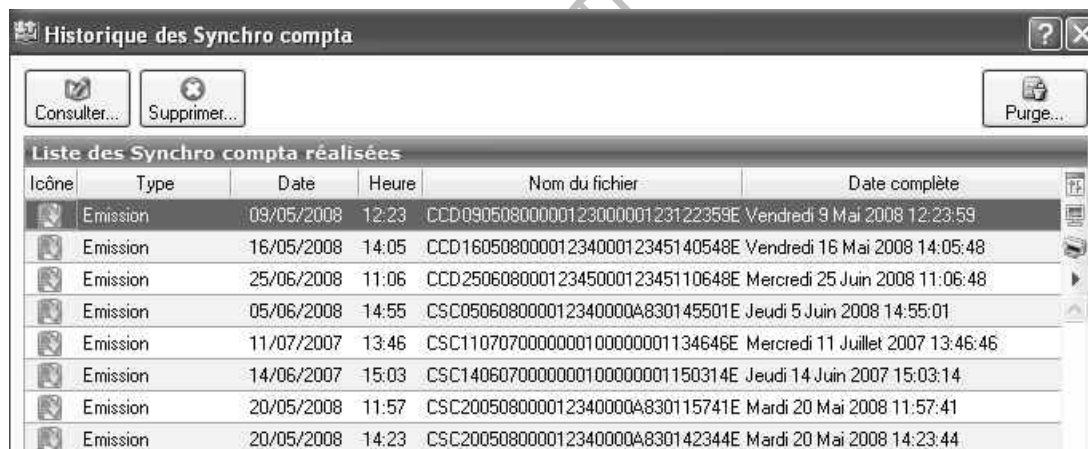 Historique des Synchro compta
Consulter... Supprimer... Purge...
Liste des Synchro compta réalisées
Icône Type Date Heure Nom du fichier Date complète
Emission 09/05/2008 12:23 CCD09050800000123000000123122359E Vendredi 9 Mai 2008 12:23:59
Emission 16/05/2008 14:05 CCD16050800001234000012345140548E Vendredi 16 Mai 2008 14:05:48
Emission 25/06/2008 11:06 CCD25060800001234500012345110648E Mercredi 25 Juin 2008 11:06:48
Emission 05/06/2008 14:55 CSC050608000012340000A830145501E Jeudi 5 Juin 2008 14:55:01
Emission 11/07/2007 13:46 CSC11070700000001000000001134646E Mercredi 11 Juillet 2007 13:46:46
Emission 14/06/2007 15:03 CSC14060700000001000000001150314E Jeudi 14 Juin 2007 15:03:14
Emission 20/05/2008 11:57 CSC200508000012340000A830115741E Mardi 20 Mai 2008 11:57:41
Emission 20/05/2008 14:23 CSC200508000012340000A830142344E Mardi 20 Mai 2008 14:23:44